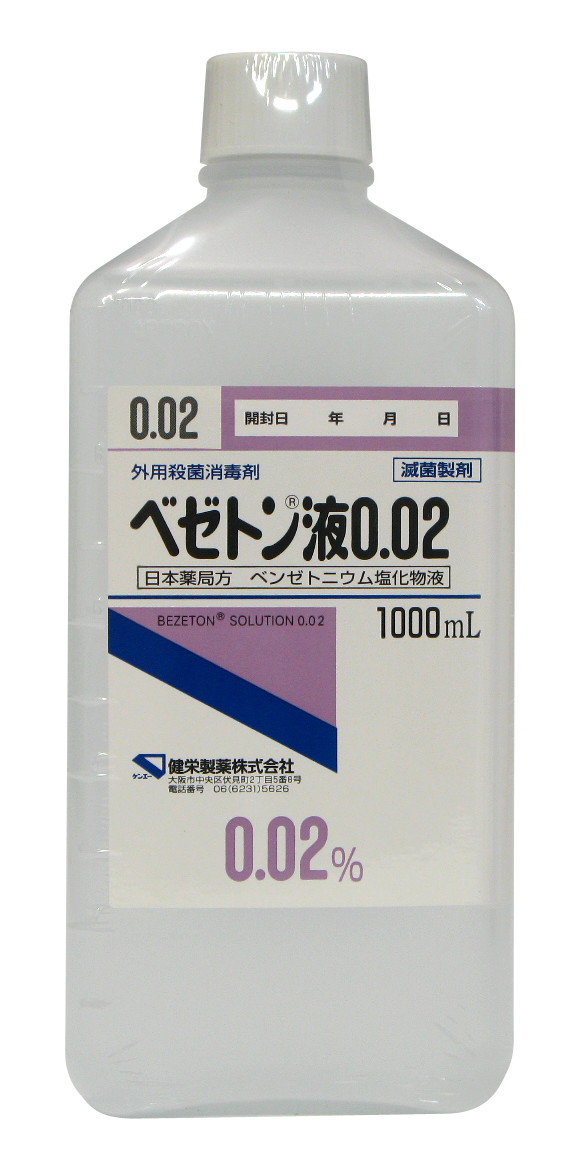 0.02
開封日 年 月 日
外用殺菌消毒剤
滅菌製剤
ベゼトン®液0.02
日本薬局方 ベンゼトニウム塩化物液
BEZETON® SOLUTION 0.02
1000mL
ケンエー
健栄製薬株式会社
大阪市中央区伏見町2丁目5番8号
電話番号 06(6231)5626
0.02%